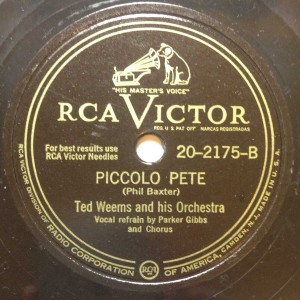 "HIS MASTER'S VOICE"
RCA VICTOR
REG. IN U.S. PAT. OFF. MARCAS REGISTRADAS
For best results use
RCA Victor Needles
20-2175-B
PICCOLO PETE
(Phil Baxter)
Ted Weems and his Orchestra
Vocal refrain by Parker Gibbs
and Chorus
RCA VICTOR DIVISION OF RADIO CORPORATION OF AMERICA, CAMDEN, N.J., MADE IN U.S.A.
RCA